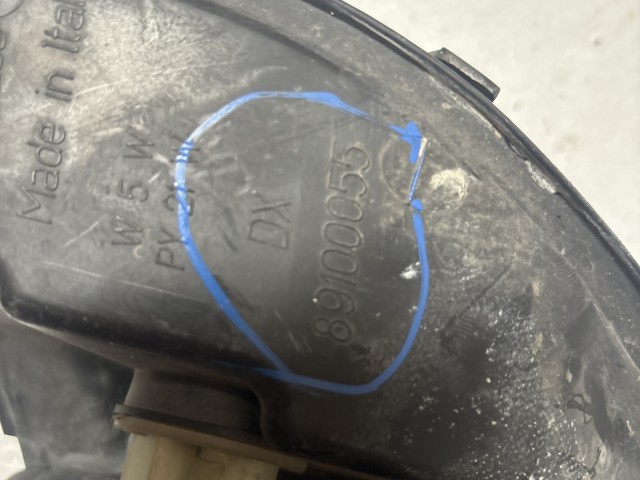 Made in Ital
W 5 W
PY 21 W
DX
89100055